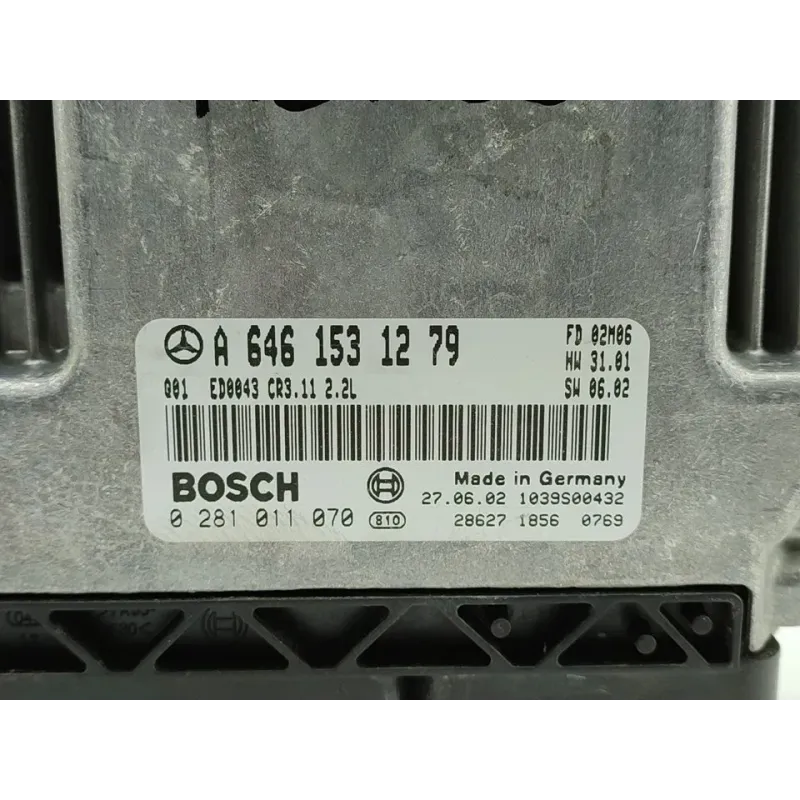 A 646 153 12 79
FD 02M06
HW 31.01
Q01 ED0043 CR3.11 2.2L
SW 06.02
BOSCH
Made in Germany
27.06.02 1039S00432
0 281 011 070 810
28627 1856 0769